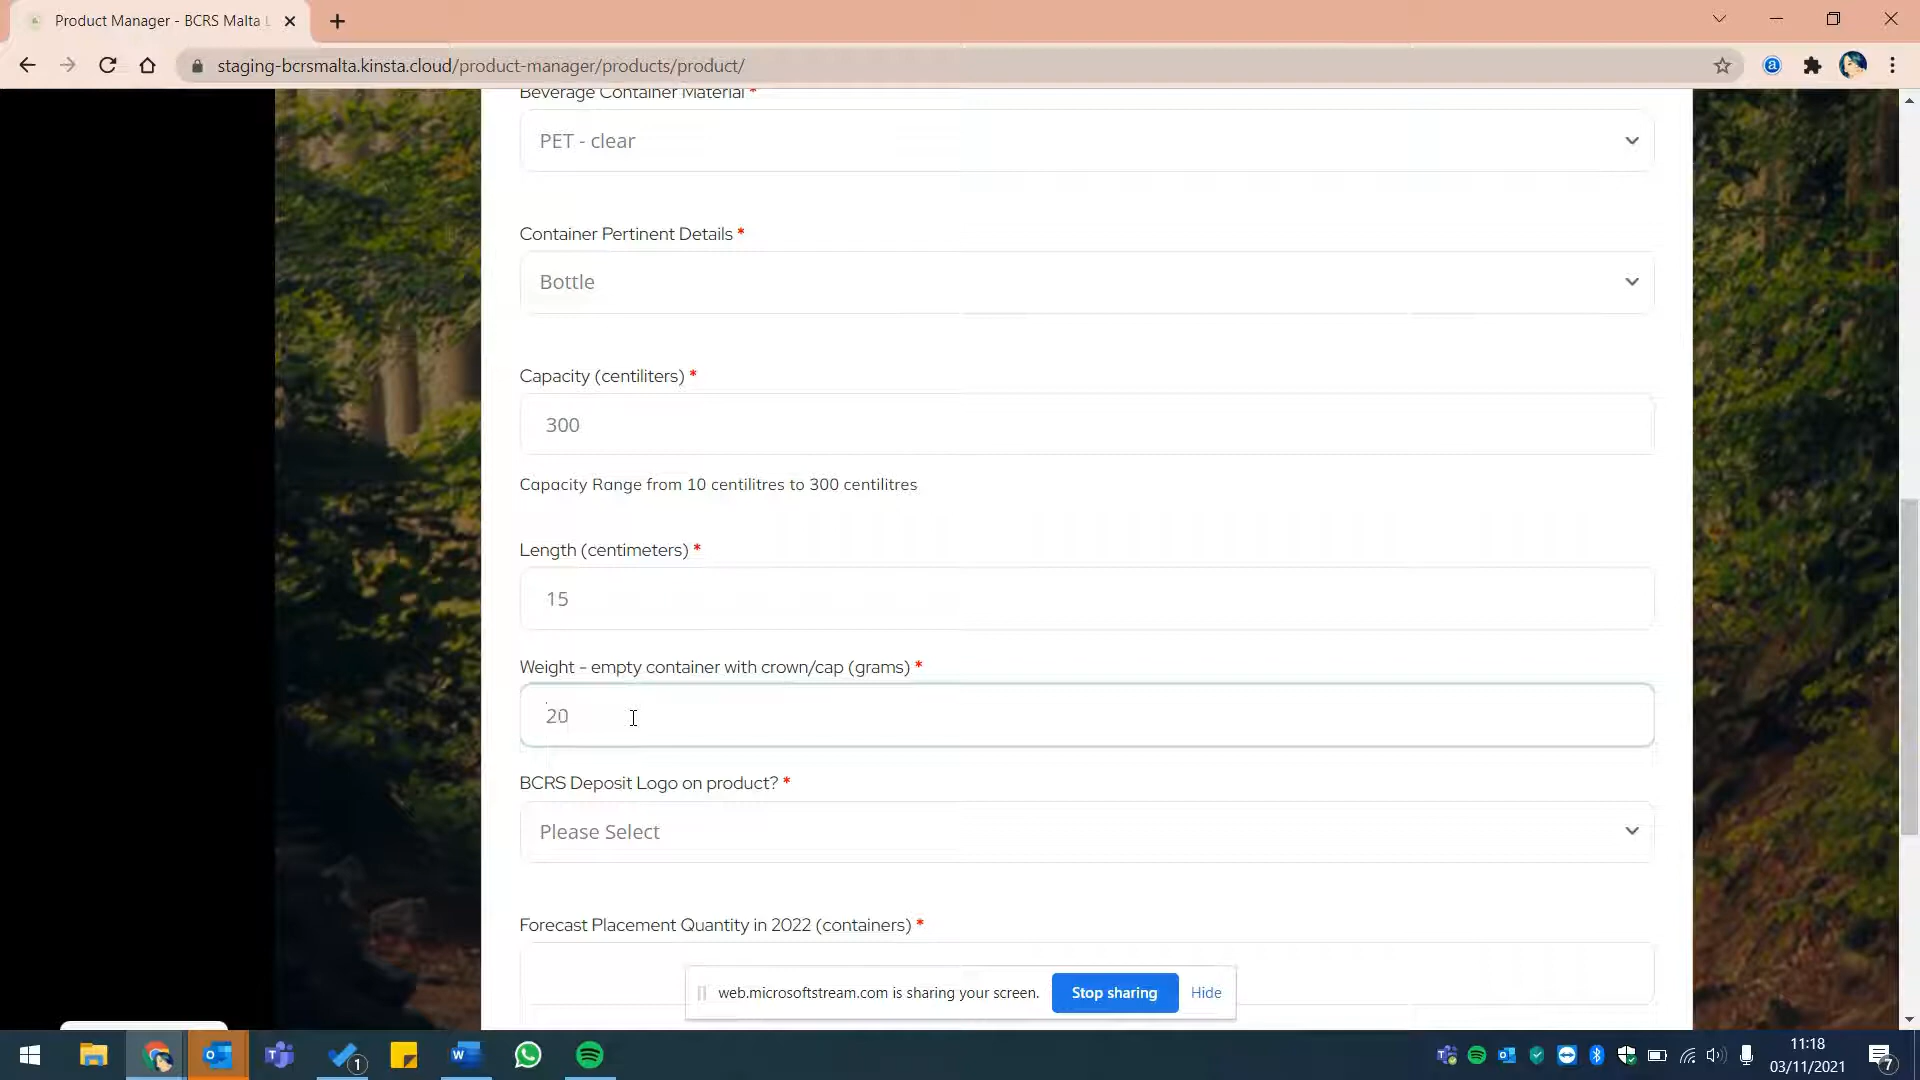 Product Manager - BCRS Malta
staging-bcrsmalta.kinsta.cloud/product-manager/products/product/
Beverage Container Material *
PET - clear
Container Pertinent Details *
Bottle
Capacity (centiliters) *
300
Capacity Range from 10 centilitres to 300 centilitres
Length (centimeters) *
15
Weight - empty container with crown/cap (grams) *
20
BCRS Deposit Logo on product? *
Please Select
Forecast Placement Quantity in 2022 (containers) *
web.microsoftstream.com is sharing your screen.
Stop sharing
Hide
1
11:18
03/11/2021
7